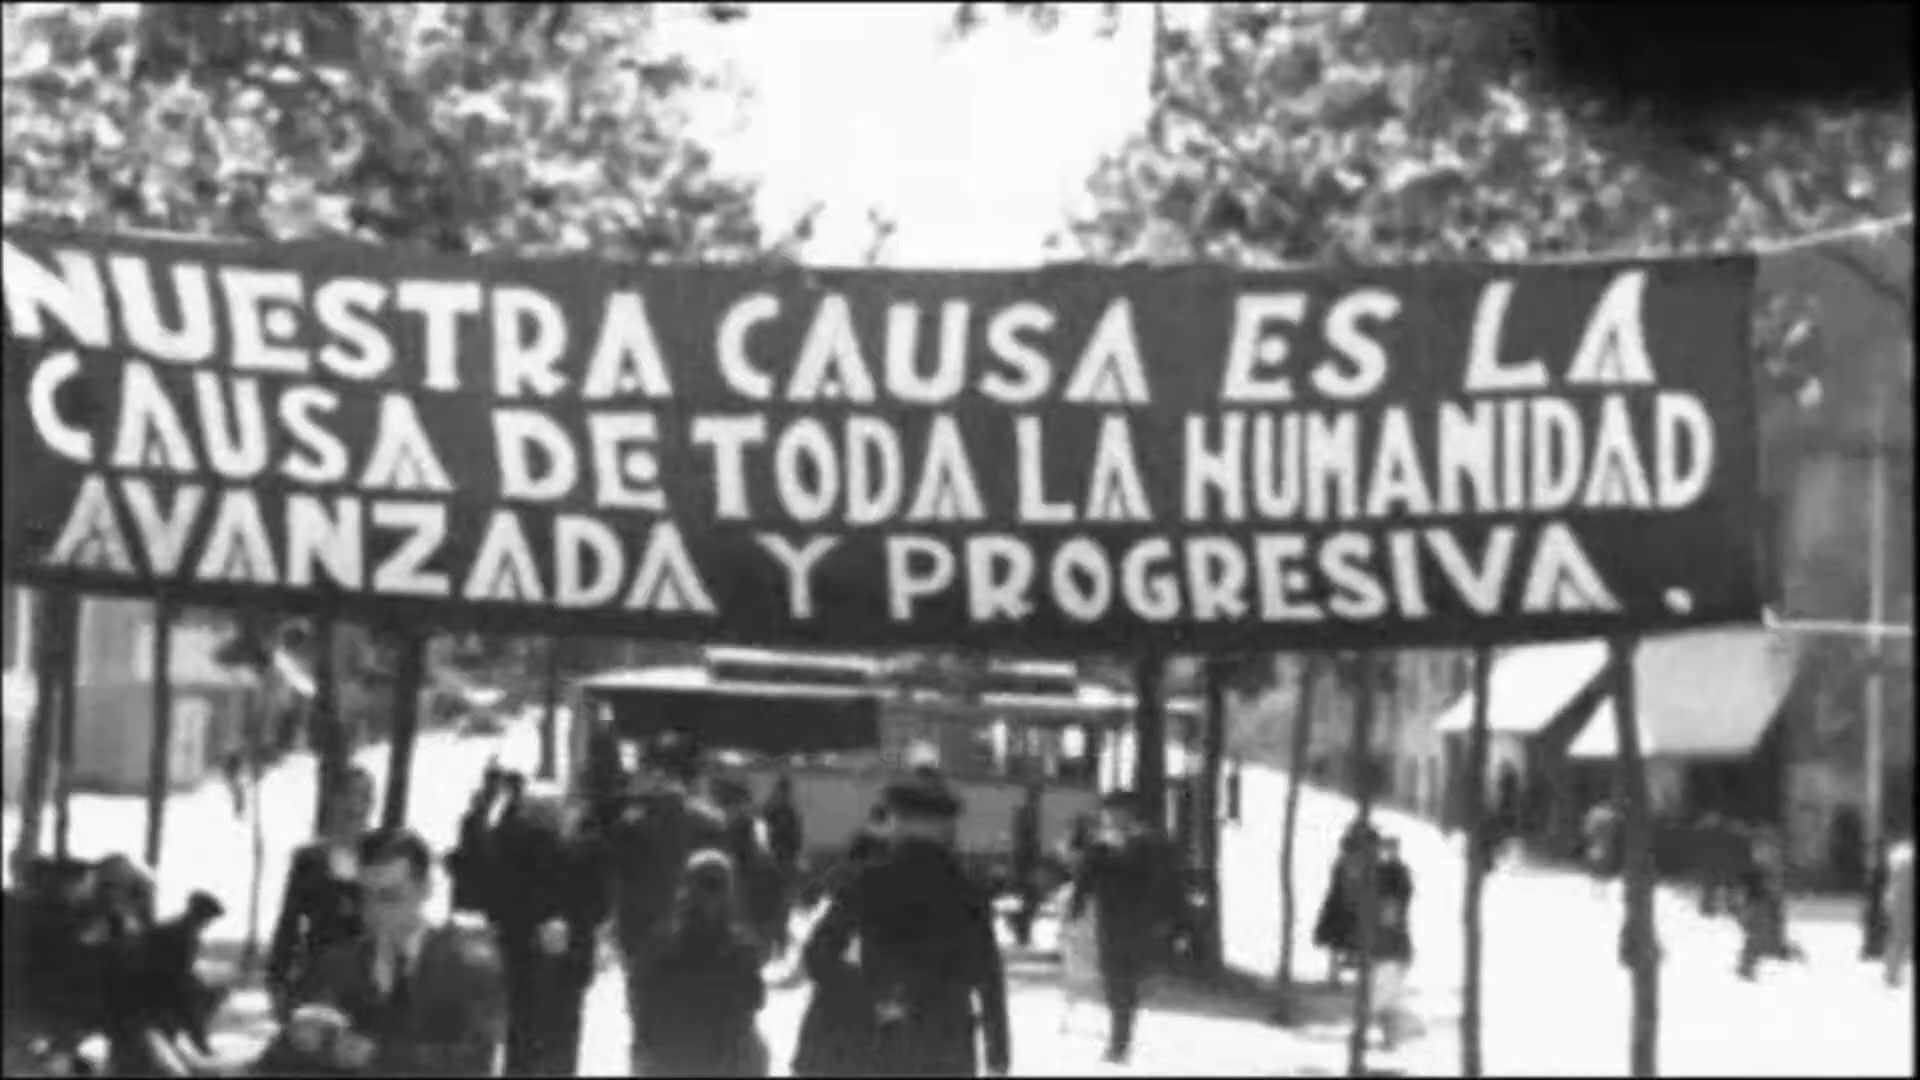 NUESTRA CAUSA ES LA
CAUSA DE TODA LA HUMANIDAD
AVANZADA Y PROGRESIVA.